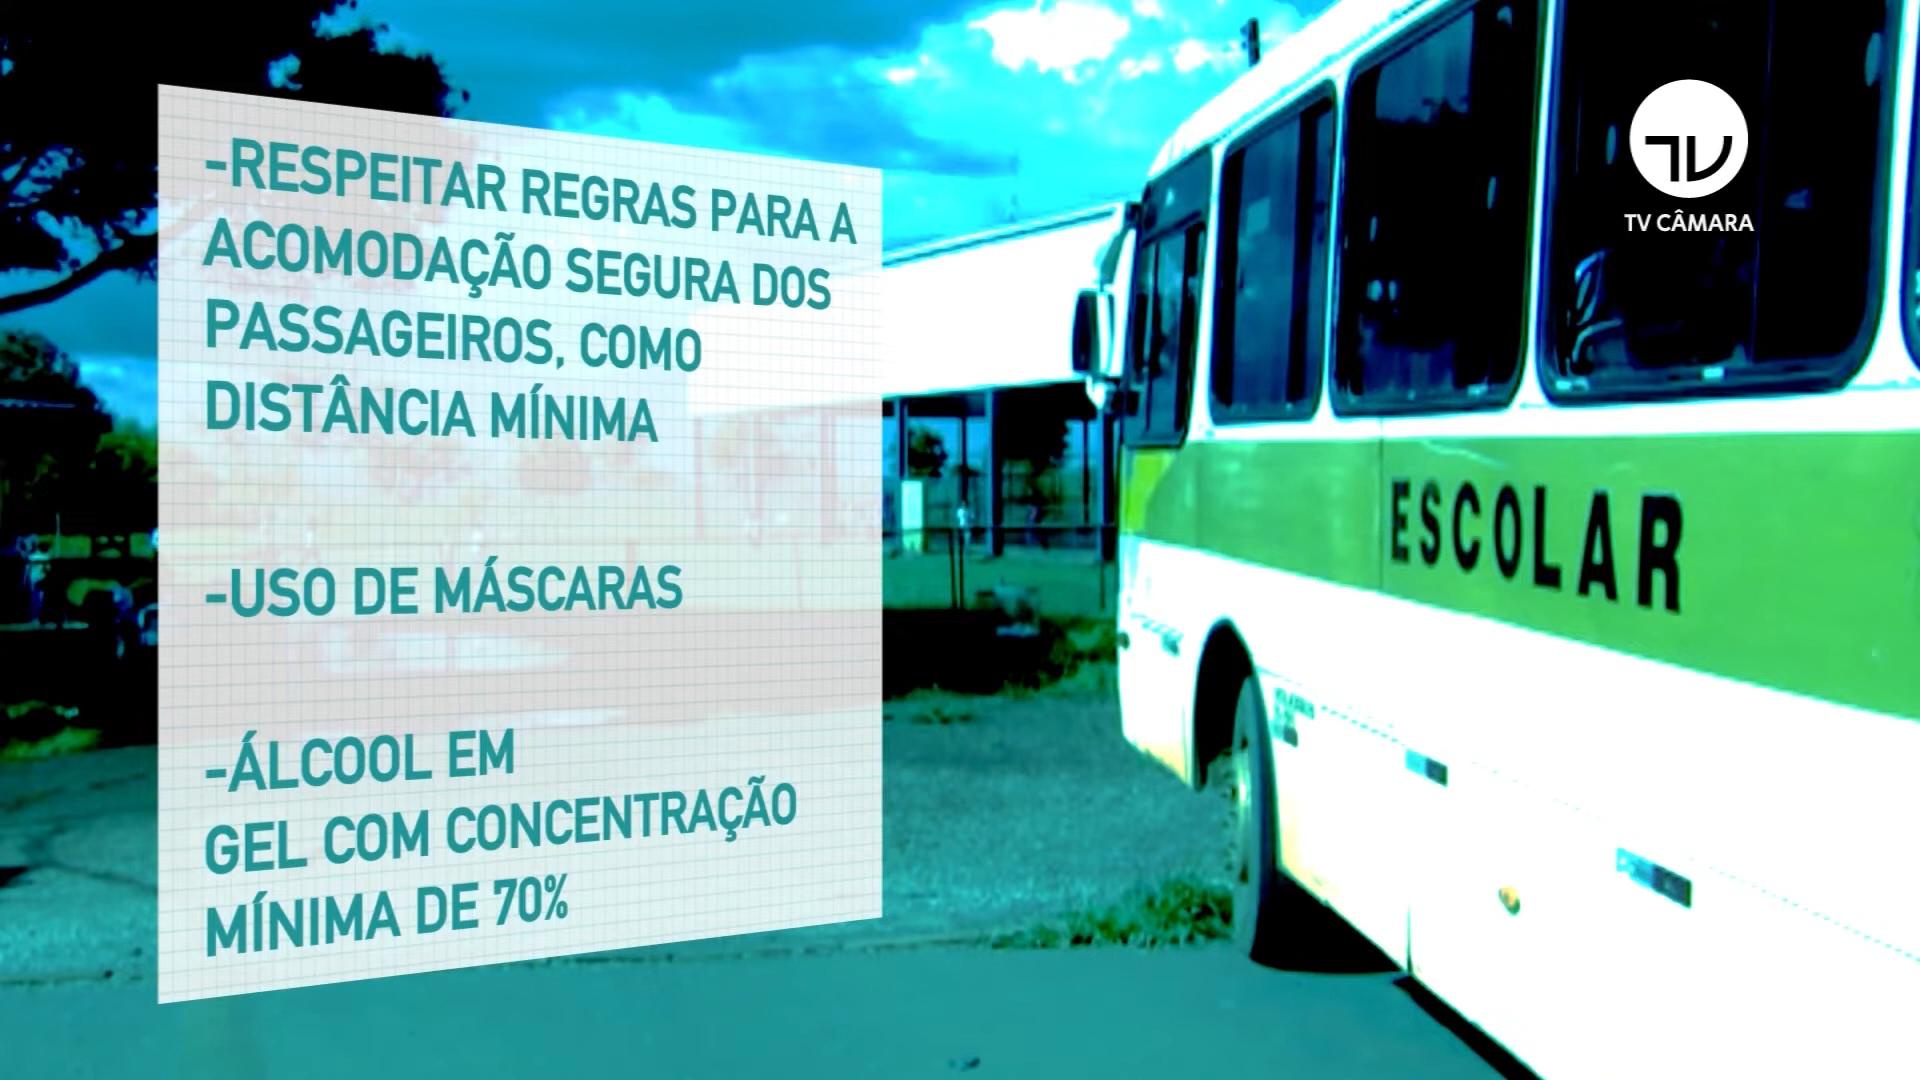 -RESPEITAR REGRAS PARA A
ACOMODAÇÃO SEGURA DOS
PASSAGEIROS, COMO
DISTÂNCIA MÍNIMA
-USO DE MÁSCARAS
-ÁLCOOL EM
GEL COM CONCENTRAÇÃO
MÍNIMA DE 70%
TV
TV CÂMARA
ESCOLAR